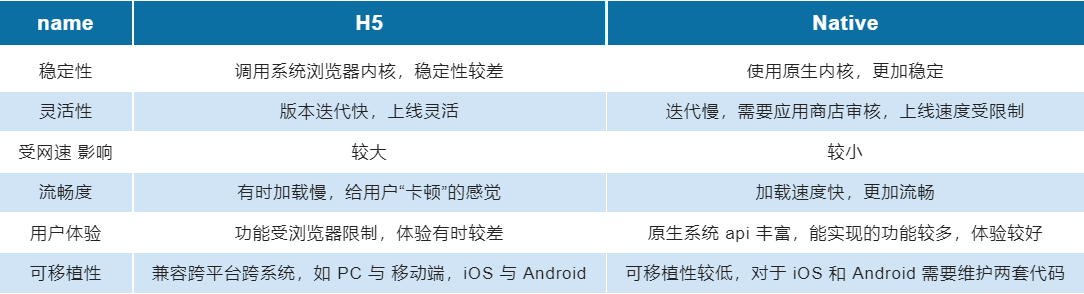 name H5 Native
稳定性 调用系统浏览器内核，稳定性较差 使用原生内核，更加稳定
灵活性 版本迭代快，上线灵活 迭代慢，需要应用商店审核，上线速度受限制
受网速 影响 较大 较小
流畅度 有时加载慢，给用户“卡顿”的感觉 加载速度快，更加流畅
用户体验 功能受浏览器限制，体验有时较差 原生系统 api 丰富，能实现的功能较多，体验较好
可移植性 兼容跨平台跨系统，如 PC 与 移动端，iOS 与 Android 可移植性较低，对于 iOS 和 Android 需要维护两套代码